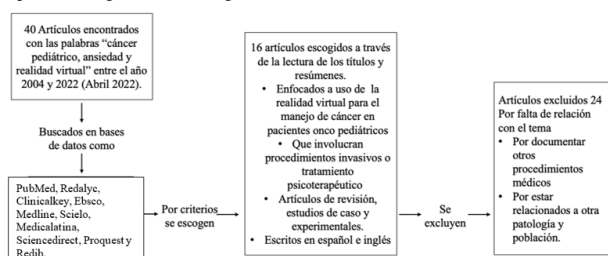 40 Artículos encontrados
con las palabras “cáncer
pediátrico, ansiedad y
realidad virtual” entre el año
2004 y 2022 (Abril 2022).
Buscados en bases
de datos como
PubMed, Redalyc,
Clinicalkey, Ebsco,
Medline, Scielo,
Medicalatina,
Sciencedirect, Proquest y
Redib.
Por criterios
se escogen
16 artículos escogidos a través
de la lectura de los títulos y
resúmenes.
• Enfocados a uso de la
realidad virtual para el
manejo de cáncer en
pacientes onco pediátricos
• Que involucran
procedimientos invasivos o
tratamiento
psicoterapéutico
• Artículos de revisión,
estudios de caso y
experimentales.
• Escritos en español e inglés
Se
excluyen
Artículos excluidos 24
Por falta de relación
con el tema
• Por documentar
otros
procedimientos
médicos
• Por estar
relacionados a otra
patología y
población.